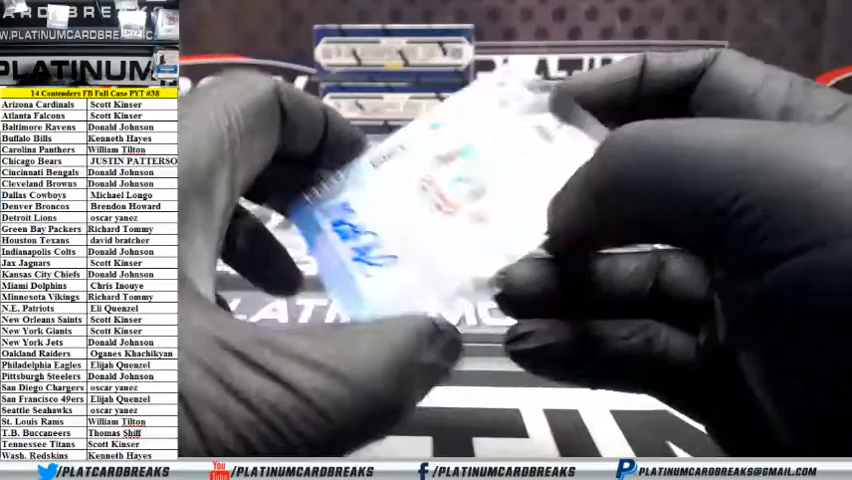 WWW.PLATINUMCARDBREAKS.
PLATINUM
14 Contenders FB Full Case PYT #38
Arizona Cardinals Scott Kinser
Atlanta Falcons Scott Kinser
Baltimore Ravens Donald Johnson
Buffalo Bills Kenneth Hayes
Carolina Panthers William Tilton
Chicago Bears JUSTIN PATTERSO
Cincinnati Bengals Donald Johnson
Cleveland Browns Donald Johnson
Dallas Cowboys Michael Longo
Denver Broncos Brendon Howard
Detroit Lions oscar yanez
Green Bay Packers Richard Tommy
Houston Texans david bratcher
Indianapolis Colts Donald Johnson
Jax Jagnars Scott Kinser
Kansas City Chiefs Donald Johnson
Miami Dolphins Chris Inouye
Minnesota Vikings Richard Tommy
N.E. Patriots Eli Quenzel
New Orleans Saints Scott Kinser
New York Giants Scott Kinser
New York Jets Donald Johnson
Oakland Raiders Oganes Khachikyan
Philadelphia Eagles Elijah Quenzel
Pittsburgh Steelers Donald Johnson
San Diego Chargers oscar yanez
San Francisco 49ers Elijah Quenzel
Seattle Seahawks oscar yanez
St. Louis Rams William Tilton
T.B. Buccaneers Thomas Shiff
Tennessee Titans Scott Kinser
Wash. Redskins Kenneth Hayes
/PLATCARDBREAKS
You Tube /PLATINUMCARDBREAKS
/PLATINUMCARDBREAKS
PLATINUMCARDBREAKS@GMAIL.COM